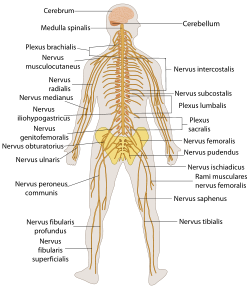 Cerebrum
Cerebellum
Medulla spinalis
Plexus brachialis
Nervus
musculocutaneus
Nervus intercostalis
Nervus
radialis
Nervus subcostalis
Nervus medianus
Plexus lumbalis
Nervus
iliohypogastricus
Plexus
sacralis
Nervus
genitofemoralis
Nervus femoralis
Nervus obturatorius
Nervus pudendus
Nervus ulnaris
Nervus ischiadicus
Rami musculares
nervus femoralis
Nervus peroneus
communis
Nervus saphenus
Nervus fibularis
profundus
Nervus tibialis
Nervus
fibularis
superficialis